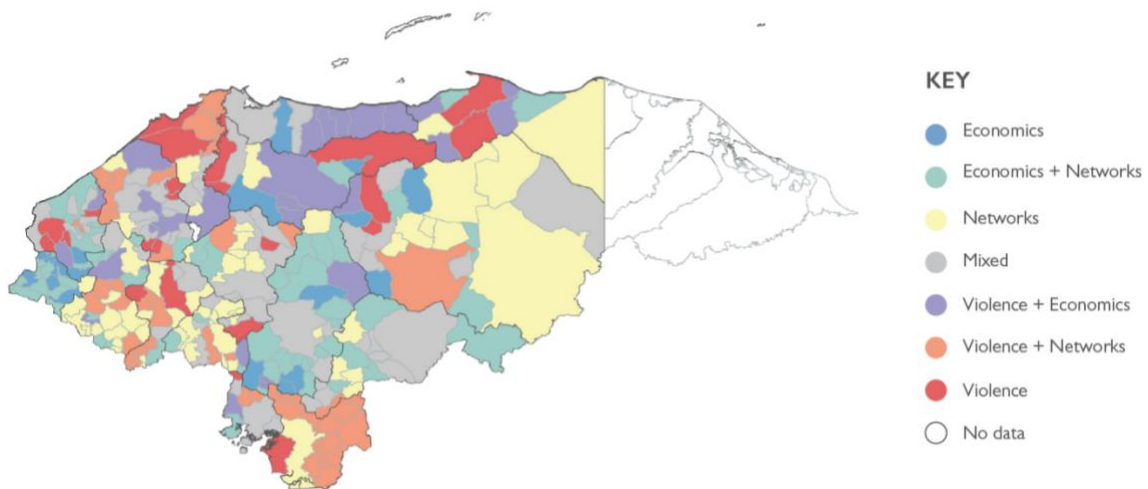 KEY
Economics
Economics + Networks
Networks
Mixed
Violence + Economics
Violence + Networks
Violence
No data